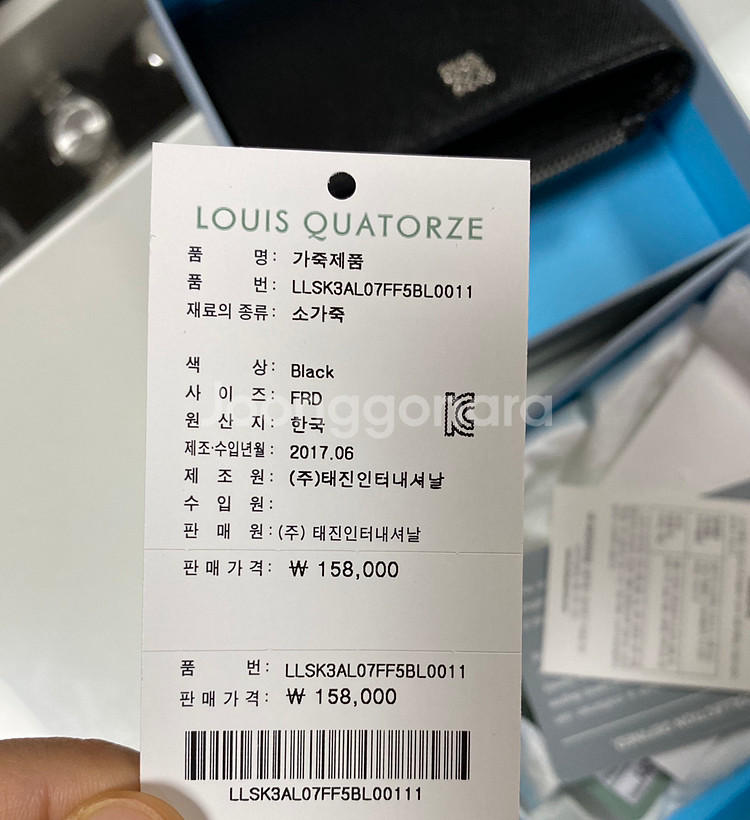 LOUIS QUATORZE
품 명: 가죽제품
품 번: LLSK3AL07FF5BL0011
재료의 종류: 소가죽
색 상: Black
사 이 즈: FRD
원 산 지: 한국
제조·수입년월: 2017.06
제 조 원: (주)태진인터내셔날
수 입 원:
판 매 원: (주) 태진인터내셔날
판 매 가 격: ₩ 158,000
품 번: LLSK3AL07FF5BL0011
판 매 가 격: ₩ 158,000
LLSK3AL07FF5BL00111
Joonggonara